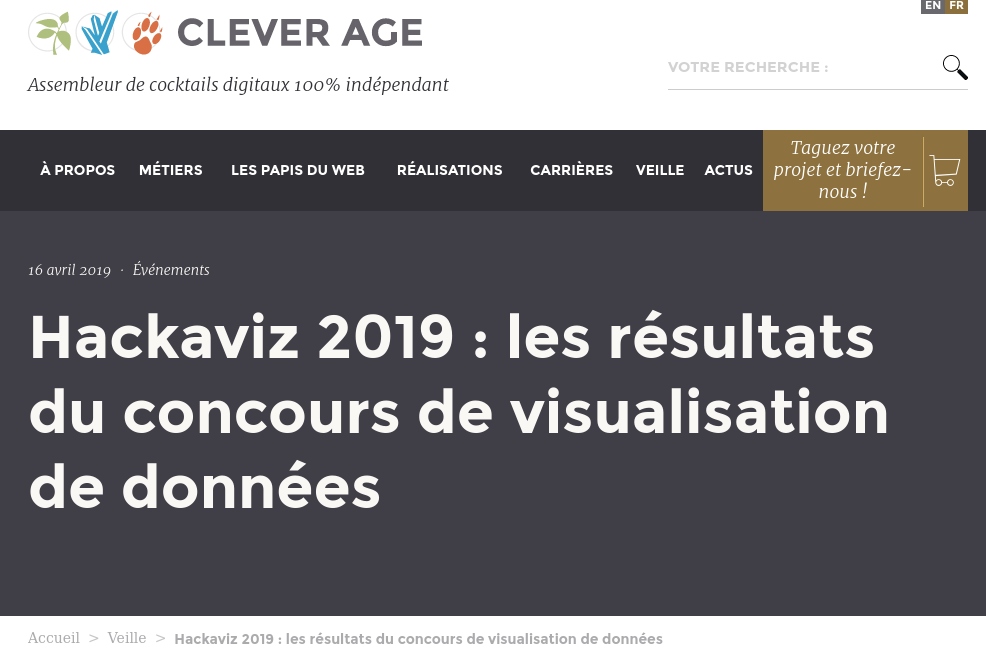 EN FR
CLEVER AGE
Assembleur de cocktails digitaux 100% indépendant
VOTRE RECHERCHE :
À PROPOS MÉTIERS LES PAPIS DU WEB RÉALISATIONS CARRIÈRES VEILLE ACTUS
Taguez votre
projet et briefez-
nous !
16 avril 2019 · Événements
Hackaviz 2019 : les résultats
du concours de visualisation
de données
Accueil > Veille > Hackaviz 2019 : les résultats du concours de visualisation de données